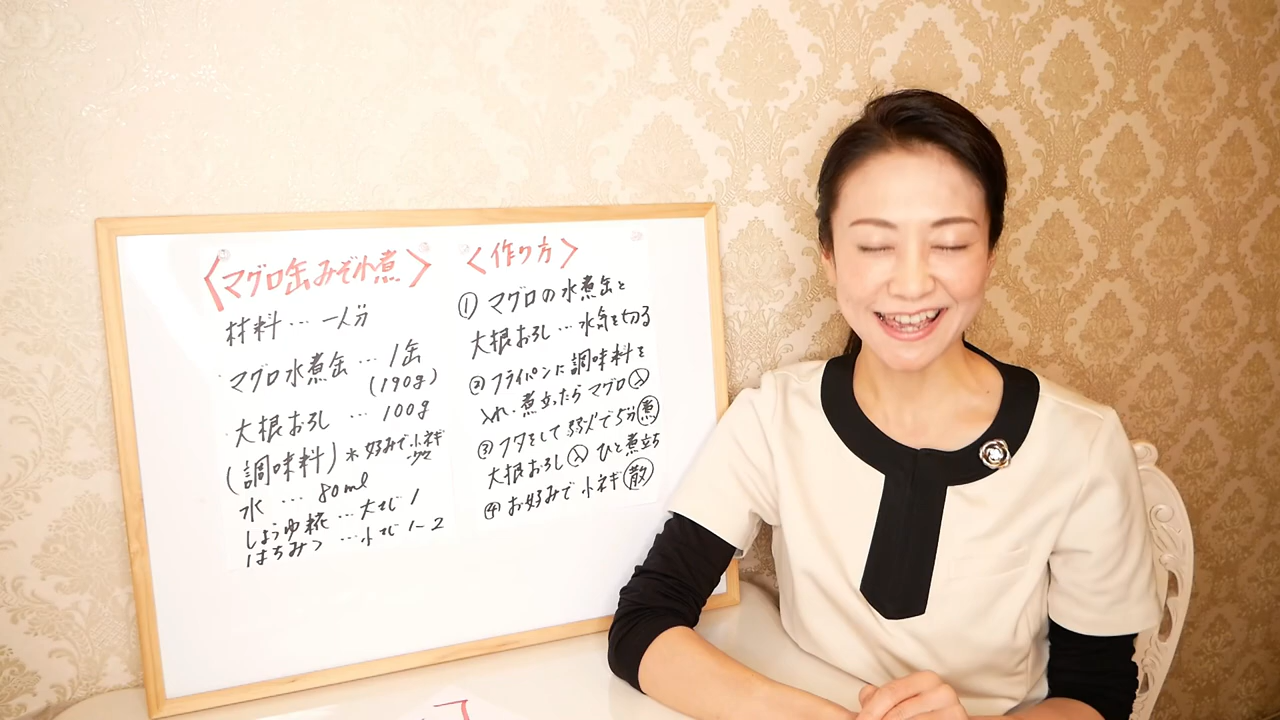 〈マグロ缶みぞれ煮〉
材料…一人分
マグロ水煮缶…1缶
(190g)
大根おろし…100g
(調味料)*好みで小ネギ
少々
水…80ml
しょうゆ糀…大さじ1
はちみつ…小さじ1~2
〈作り方〉
① マグロの水煮缶と
大根おろし…水気を切る
②フライパンに調味料を
入れ、煮立ったらマグロ㊅
③フタをして弱火で5分煮
大根おろし入ひと煮立ち
④お好みで小ネギ散